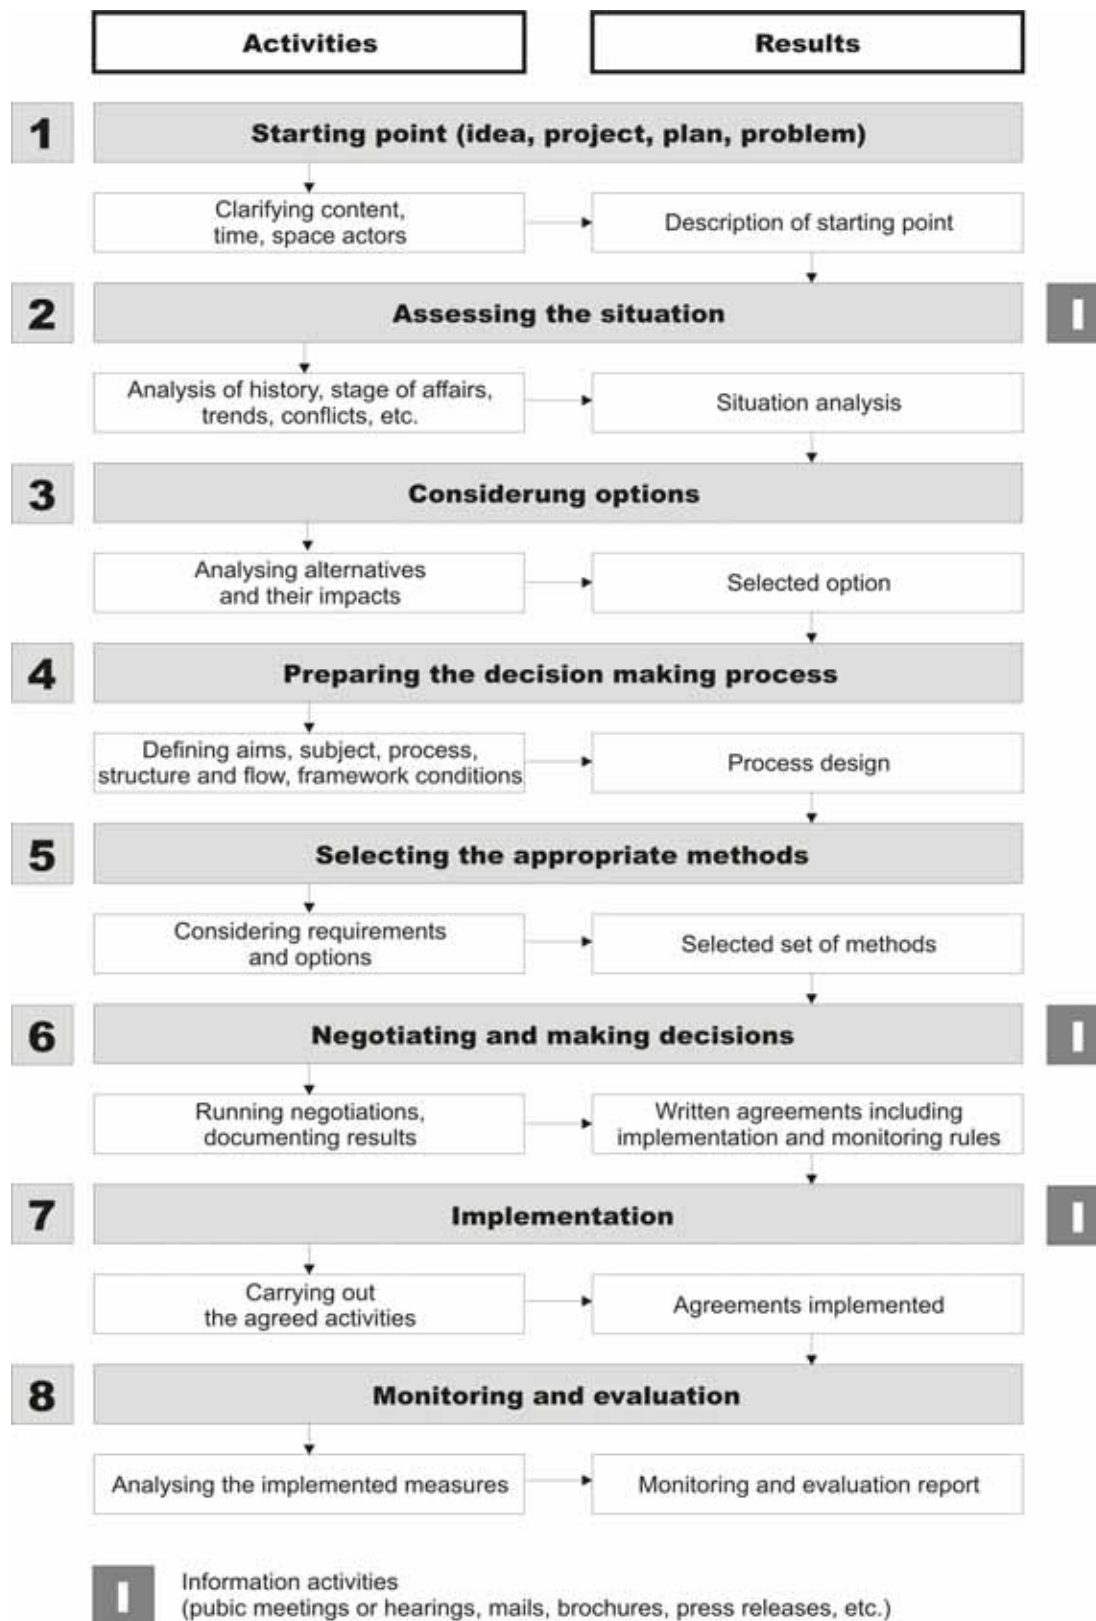 Activities
Results
1
Starting point (idea, project, plan, problem)
Clarifying content,
time, space actors
Description of starting point
2
Assessing the situation
I
Analysis of history, stage of affairs,
trends, conflicts, etc.
Situation analysis
3
Considerung options
Analysing alternatives
and their impacts
Selected option
4
Preparing the decision making process
Defining aims, subject, process,
structure and flow, framework conditions
Process design
5
Selecting the appropriate methods
Considering requirements
and options
Selected set of methods
6
Negotiating and making decisions
I
Running negotiations,
documenting results
Written agreements including
implementation and monitoring rules
7
Implementation
I
Carrying out
the agreed activities
Agreements implemented
8
Monitoring and evaluation
Analysing the implemented measures
Monitoring and evaluation report
I
Information activities
(pubic meetings or hearings, mails, brochures, press releases, etc.)